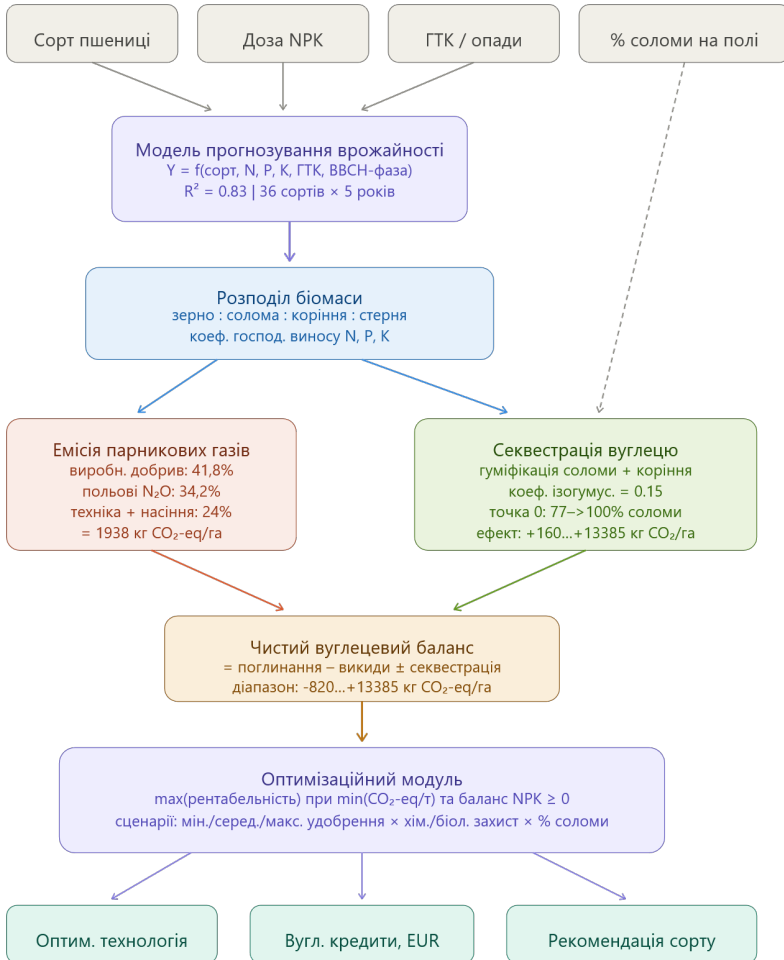 Сорт пшениці
Доза NPK
ГТК / опади
% соломи на полі
Модель прогнозування врожайності
Y = f(сорт, N, P, K, ГТК, BBCH-фаза)
R² = 0.83 | 36 сортів × 5 років
Розподіл біомаси
зерно : солома : коріння : стерня
коеф. господ. виносу N, P, K
Емісія парникових газів
виробн. добрив: 41,8%
польові N₂O: 34,2%
техніка + насіння: 24%
= 1938 кг CO₂-eq/га
Секвестрація вуглецю
гуміфікація соломи + коріння
коеф. ізогумус. = 0.15
точка 0: 77–>100% соломи
ефект: +160...+13385 кг CO₂/га
Чистий вуглецевий баланс
= поглинання – викиди ± секвестрація
діапазон: -820...+13385 кг CO₂-eq/га
Оптимізаційний модуль
max(рентабельність) при min(CO₂-eq/т) та баланс NPK ≥ 0
сценарії: мін./серед./макс. удобрення × хім./біол. захист × % соломи
Оптим. технологія
Вугл. кредити, EUR
Рекомендація сорту